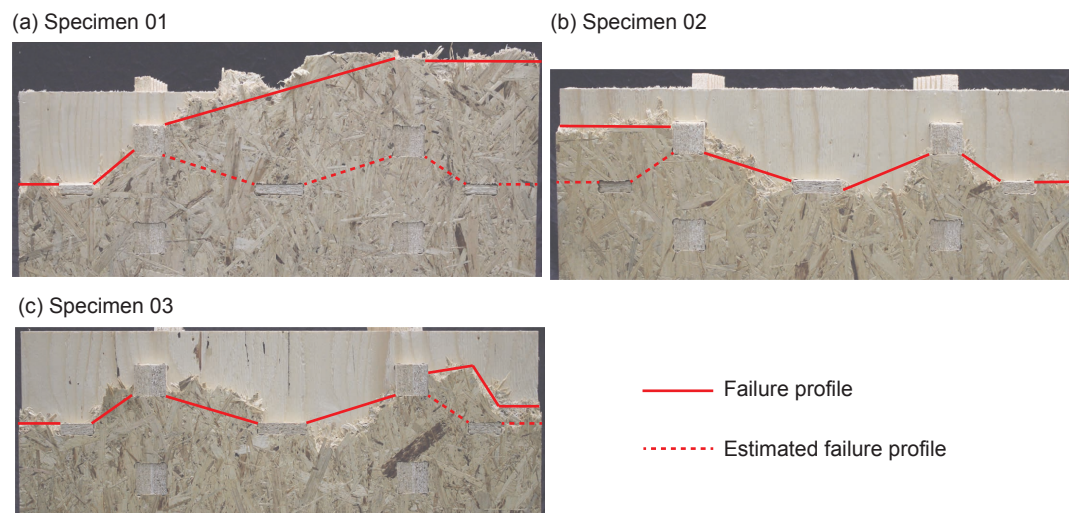 (a) Specimen 01
(b) Specimen 02
(c) Specimen 03
Failure profile
Estimated failure profile